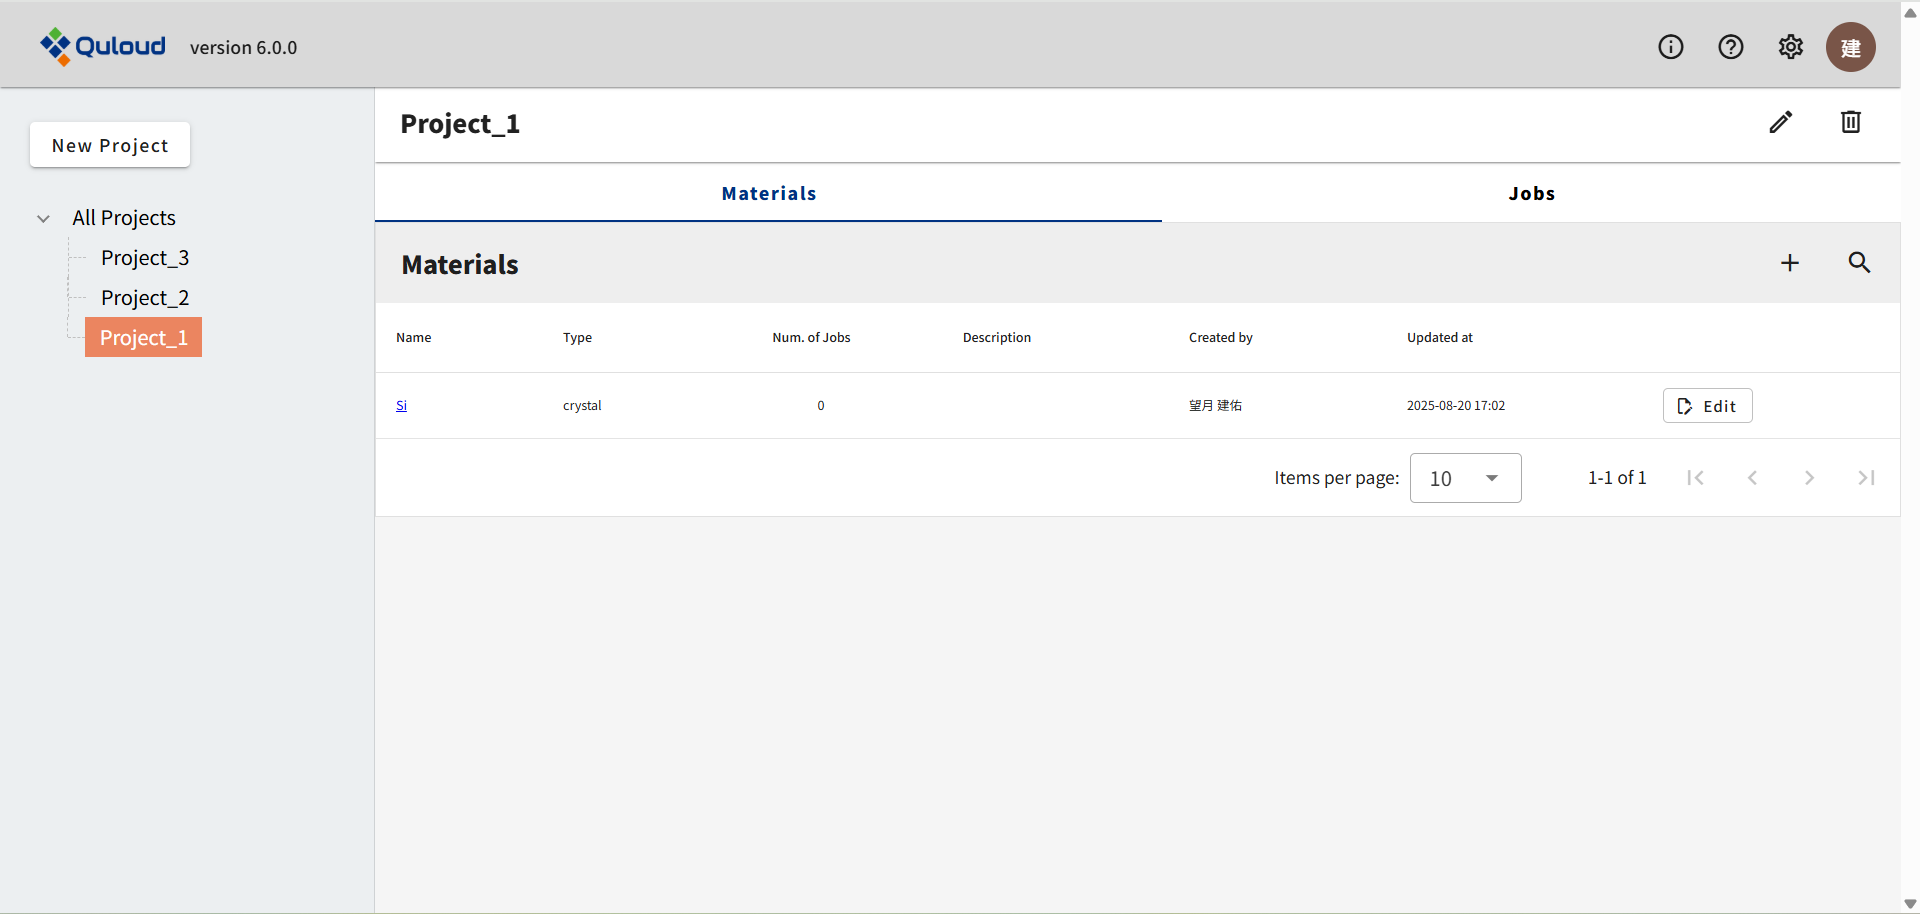 Quloud version 6.0.0 建
New Project
All Projects
Project_3
Project_2
Project_1
Project_1
Materials Jobs
Materials
Name Type Num. of Jobs Description Created by Updated at
Si crystal 0 望月 建佑 2025-08-20 17:02 Edit
Items per page: 10 1-1 of 1